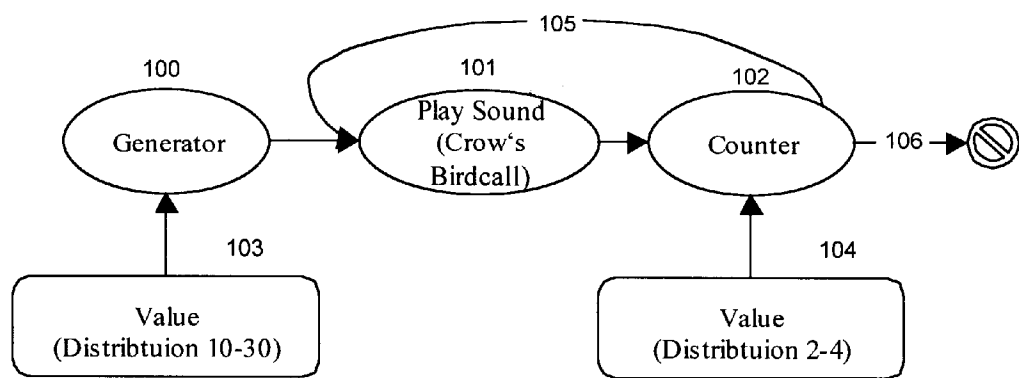 105
100
101
102
Generator
Play Sound
(Crow‘s
Birdcall)
Counter
106
103
104
Value
(Distribtuion 10-30)
Value
(Distribtuion 2-4)